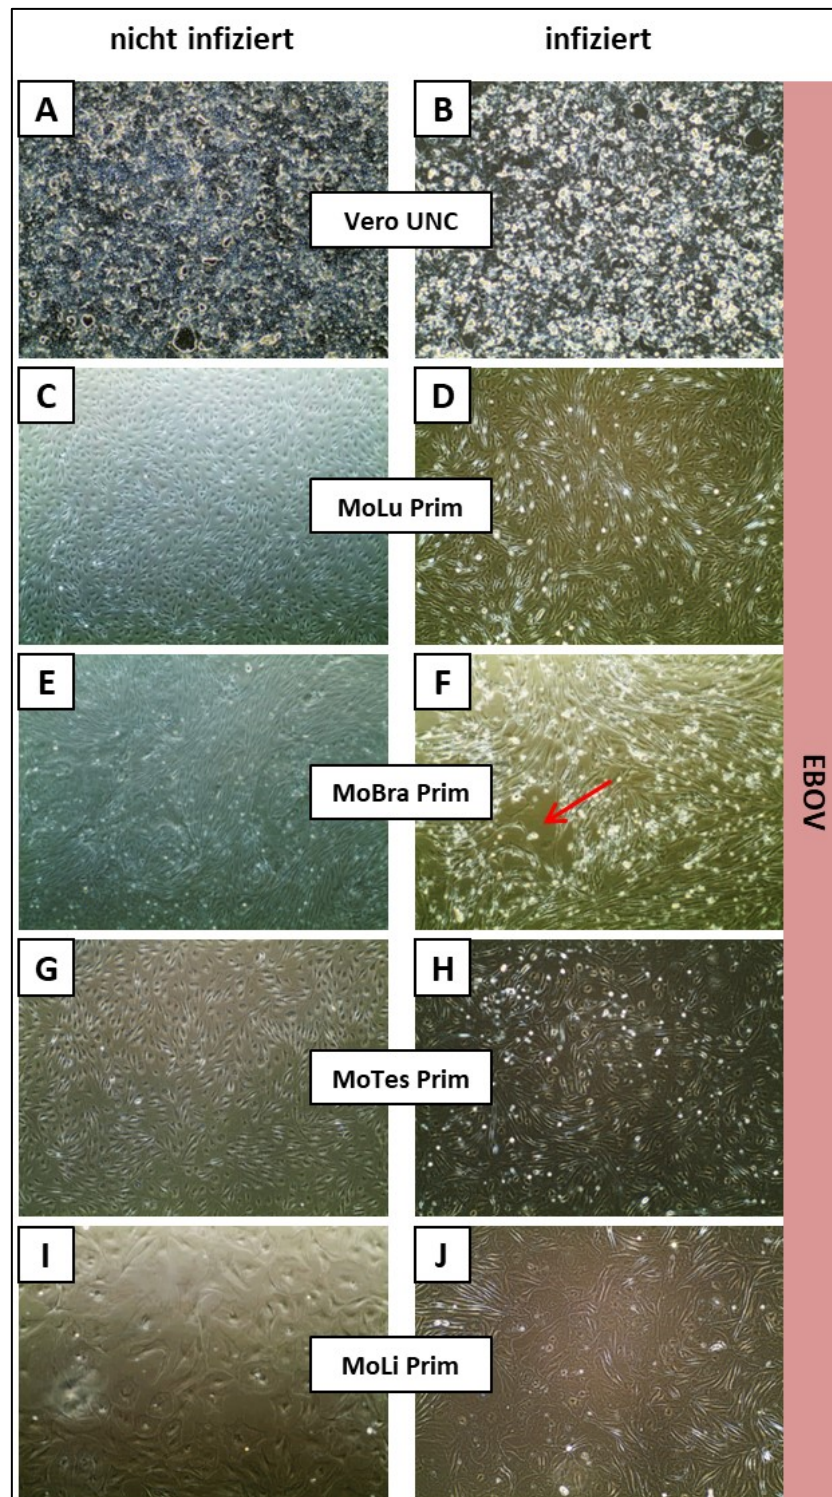 nicht infiziert
infiziert
A
B
Vero UNC
C
D
MoLu Prim
E
F
MoBra Prim
G
H
MoTes Prim
I
J
MoLi Prim
EBOV